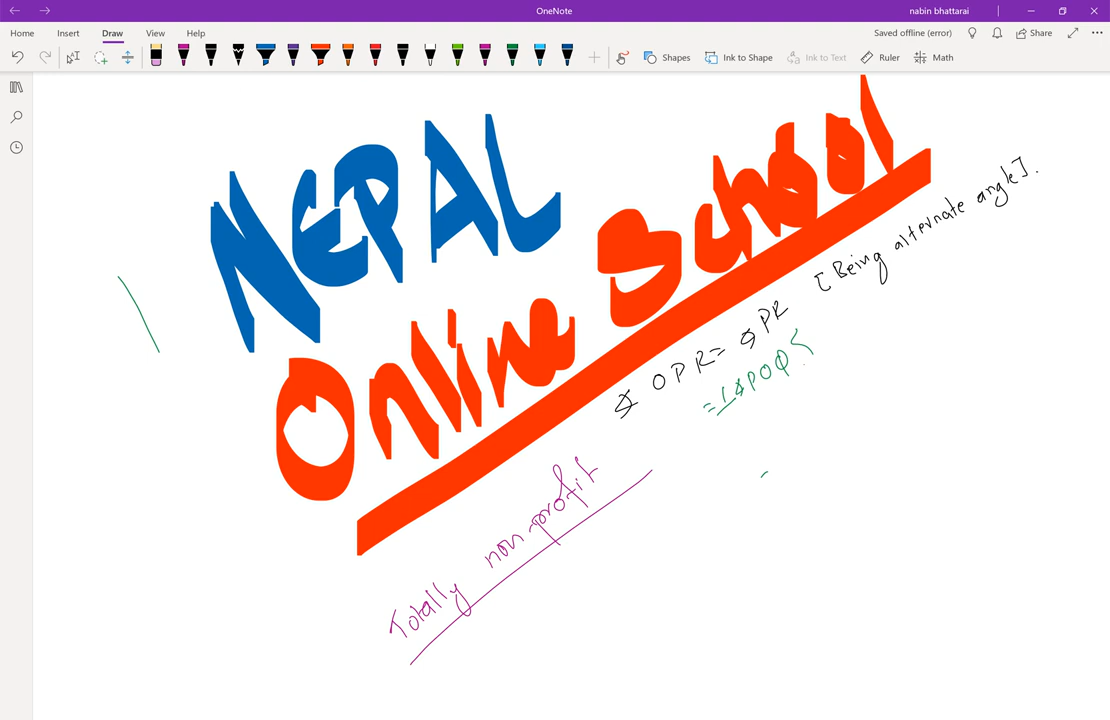 OneNote
nabin bhattarai
Home Insert Draw View Help
Saved offline (error)
Share
Shapes Ink to Shape Ink to Text Ruler Math
NEPAL
Online School
∡ OPR = ∡ PR [Being alternate angle].
Totally non-profit